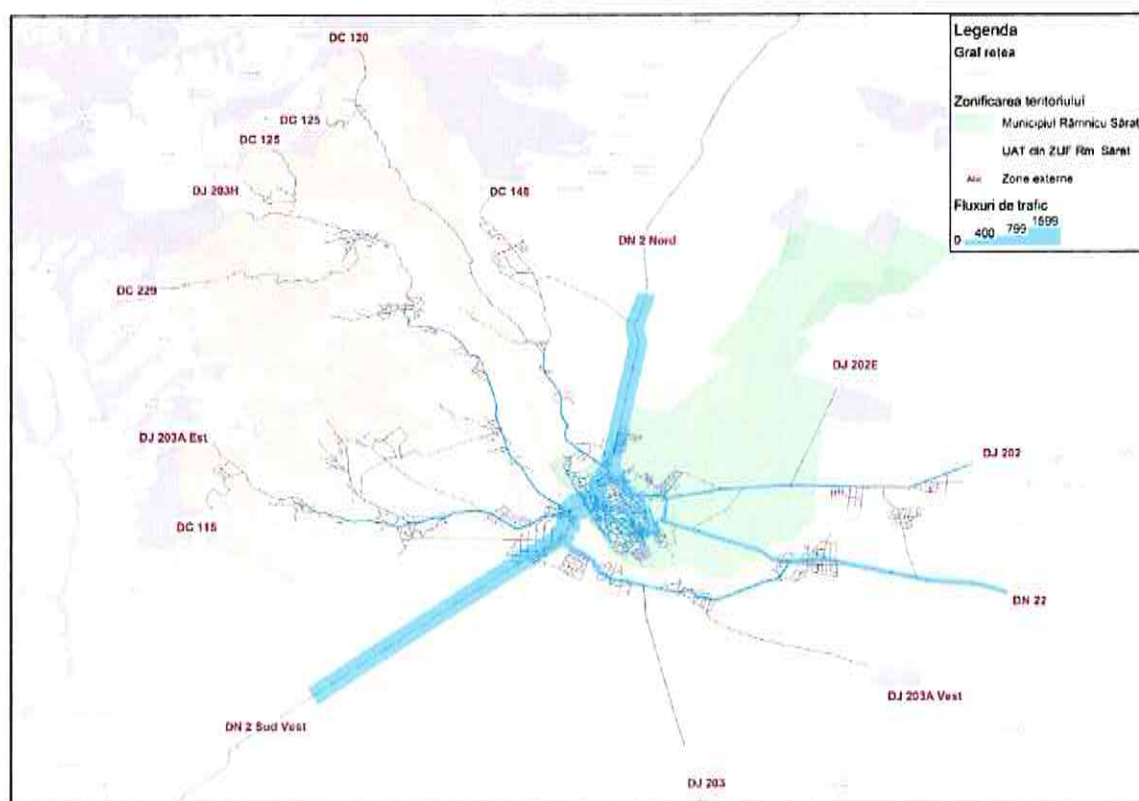 DC 120
DC 125
DC 125
DJ 203H
DC 229
DC 148
DN 2 Nord
DJ 202E
DJ 202
DJ 203A Est
DC 115
DN 22
DJ 203A Vest
DN 2 Sud Vest
DJ 203
Legenda
Graf retea
Zonificarea teritoriului
Municipiul Râmnicu Sărat
UAT din ZUF Rm. Sărat
Zone externe
Fluxuri de trafic
0 400 799 1599